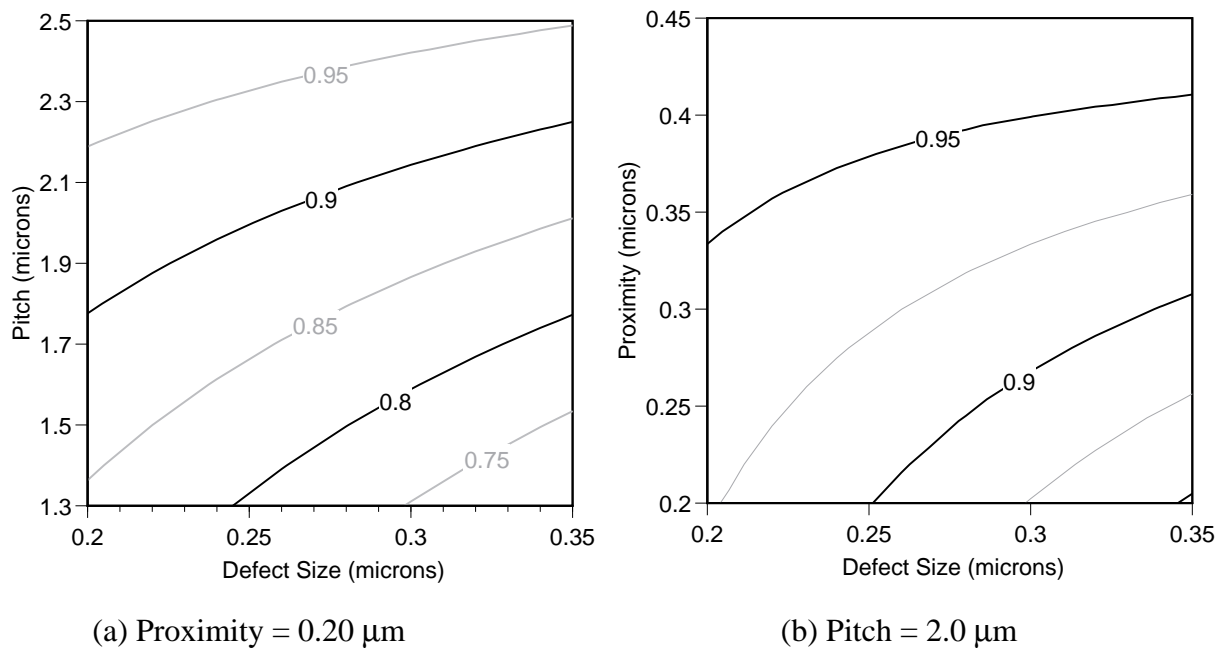 2.5
2.3
2.1
1.9
1.7
1.5
1.3
Pitch (microns)
0.95
0.9
0.85
0.8
0.75
0.2 0.25 0.3 0.35
Defect Size (microns)
(a) Proximity = 0.20 μm
0.45
0.4
0.35
0.3
0.25
0.2
Proximity (microns)
0.95
0.9
0.2 0.25 0.3 0.35
Defect Size (microns)
(b) Pitch = 2.0 μm